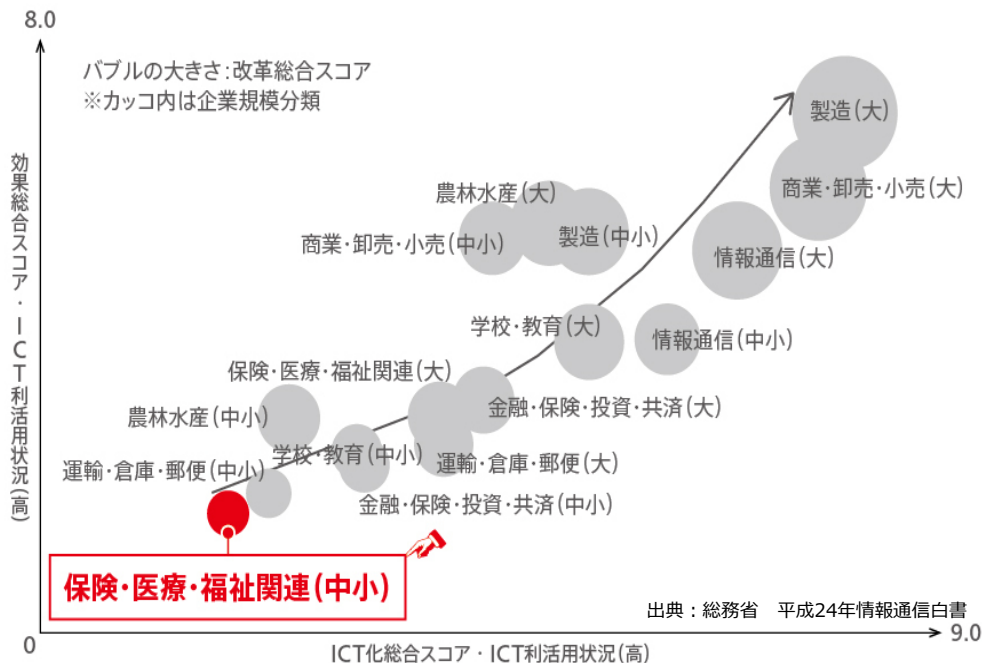 8.0
バブルの大きさ：改革総合スコア
※カッコ内は企業規模分類
効果総合スコア・ICT利活用状況(高)
製造(大)
商業・卸売・小売(大)
農林水産(大)
商業・卸売・小売(中小)
製造(中小)
情報通信(大)
学校・教育(大)
情報通信(中小)
保険・医療・福祉関連(大)
金融・保険・投資・共済(大)
農林水産(中小)
学校・教育(中小)
運輸・倉庫・郵便(大)
運輸・倉庫・郵便(中小)
金融・保険・投資・共済(中小)
保険・医療・福祉関連(中小)
出典：総務省　平成24年情報通信白書
0
9.0
ICT化総合スコア・ICT利活用状況(高)